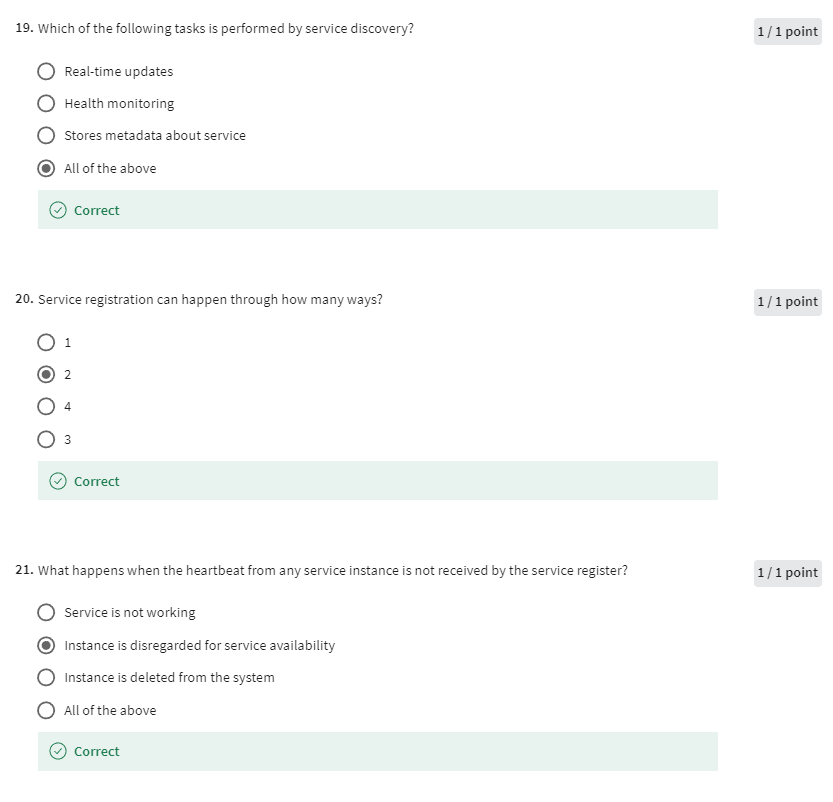 19. Which of the following tasks is performed by service discovery?
1 / 1 point
Real-time updates
Health monitoring
Stores metadata about service
All of the above
Correct
20. Service registration can happen through how many ways?
1 / 1 point
1
2
4
3
Correct
21. What happens when the heartbeat from any service instance is not received by the service register?
1 / 1 point
Service is not working
Instance is disregarded for service availability
Instance is deleted from the system
All of the above
Correct